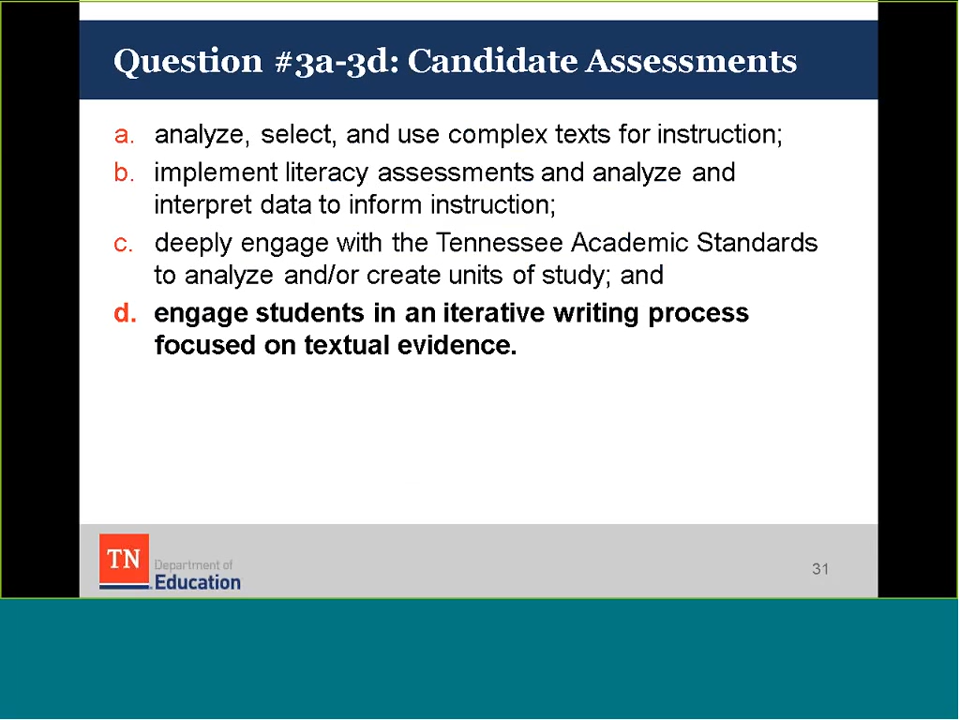 Question #3a-3d: Candidate Assessments
a. analyze, select, and use complex texts for instruction;
b. implement literacy assessments and analyze and
interpret data to inform instruction;
c. deeply engage with the Tennessee Academic Standards
to analyze and/or create units of study; and
d. engage students in an iterative writing process
focused on textual evidence.
TN
Department of
Education
31